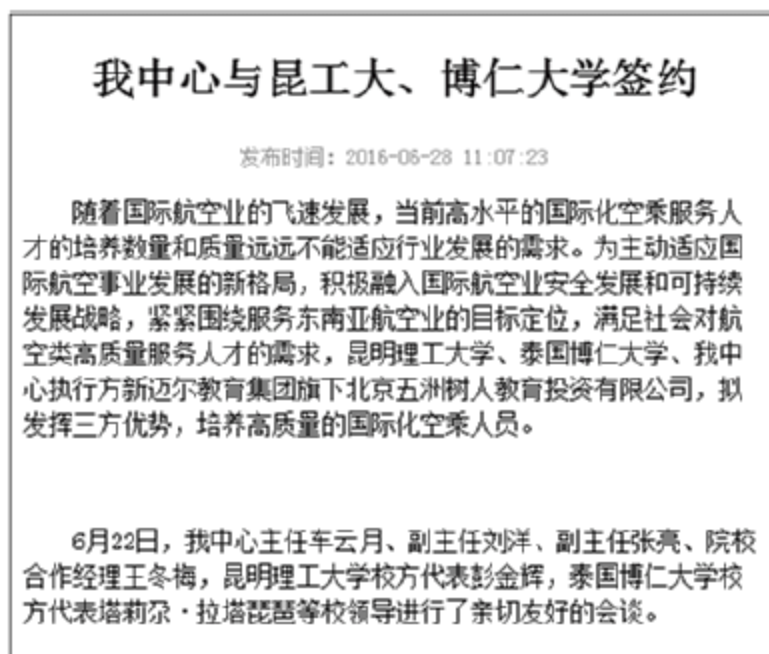 我中心与昆工大、博仁大学签约
发布时间：2016-06-28 11:07:23
随着国际航空业的飞速发展，当前高水平的国际化空乘服务人
才的培养数量和质量远远不能适应行业发展的需求。为主动适应国
际航空事业发展的新格局，积极融入国际航空业安全发展和可持续
发展战略，紧紧围绕服务东南亚航空业的目标定位，满足社会对航
空类高质量服务人才的需求，昆明理工大学、泰国博仁大学、我中
心执行方新迈尔教育集团旗下北京五洲树人教育投资有限公司，拟
发挥三方优势，培养高质量的国际化空乘人员。
6月22日，我中心主任车云月、副主任刘洋、副主任张亮、院校
合作经理王冬梅，昆明理工大学校方代表彭金辉，泰国博仁大学校
方代表塔莉尕·拉塔琵琶等校领导进行了亲切友好的会谈。